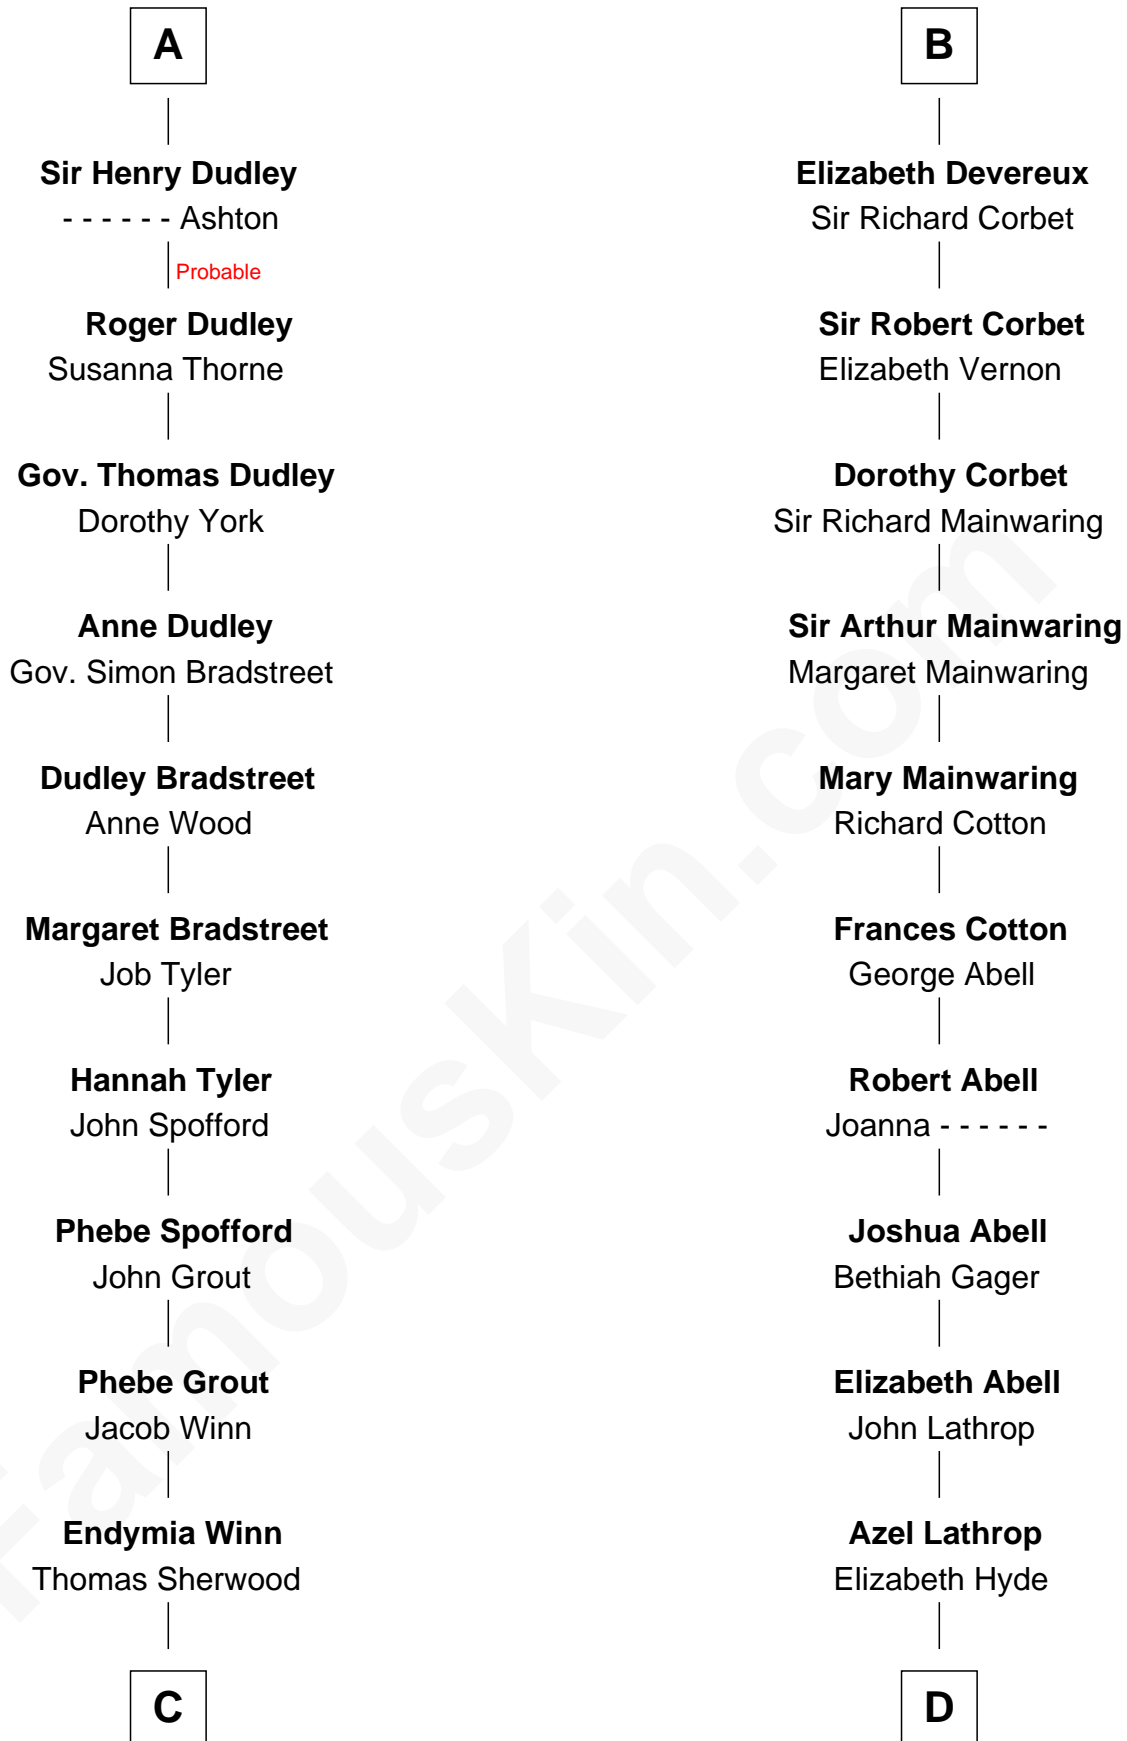 A
Sir Henry Dudley
- - - - - - Ashton
Probable
Roger Dudley
Susanna Thorne
Gov. Thomas Dudley
Dorothy York
Anne Dudley
Gov. Simon Bradstreet
Dudley Bradstreet
Anne Wood
Margaret Bradstreet
Job Tyler
Hannah Tyler
John Spofford
Phebe Spofford
John Grout
Phebe Grout
Jacob Winn
Endymia Winn
Thomas Sherwood
C
B
Elizabeth Devereux
Sir Richard Corbet
Sir Robert Corbet
Elizabeth Vernon
Dorothy Corbet
Sir Richard Mainwaring
Sir Arthur Mainwaring
Margaret Mainwaring
Mary Mainwaring
Richard Cotton
Frances Cotton
George Abell
Robert Abell
Joanna - - - - - -
Joshua Abell
Bethiah Gager
Elizabeth Abell
John Lathrop
Azel Lathrop
Elizabeth Hyde
D
FamousKin.com